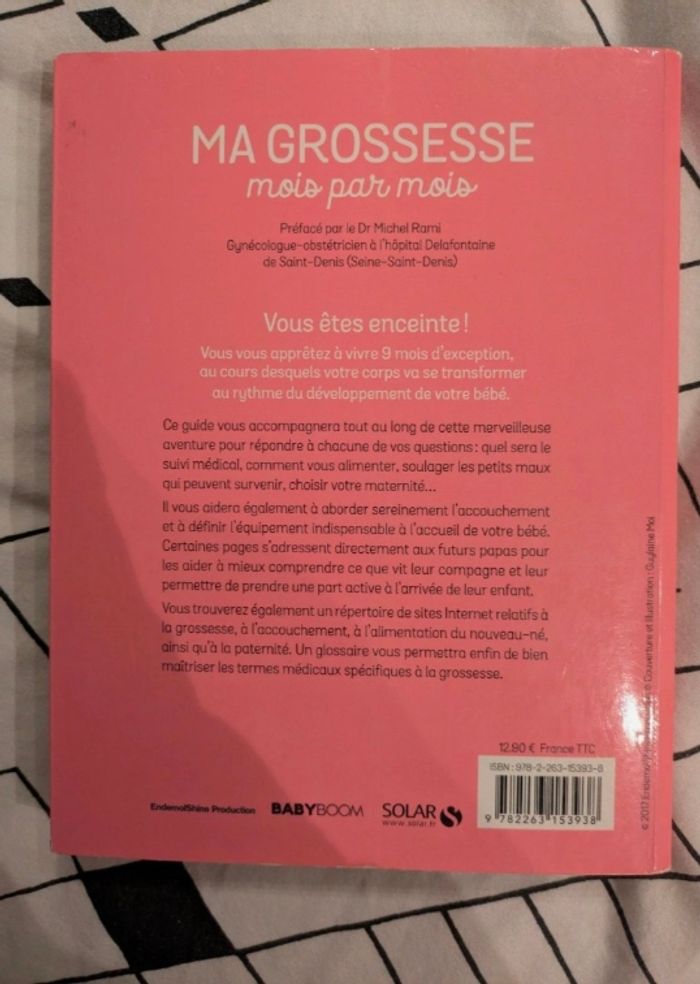 MA GROSSESSE
mois par mois
Préfacé par le Dr Michel Rami
Gynécologue-obstétricien à l'hôpital Delafontaine
de Saint-Denis (Seine-Saint-Denis)
Vous êtes enceinte !
Vous vous apprêtez à vivre 9 mois d'exception,
au cours desquels votre corps va se transformer
au rythme du développement de votre bébé.
Ce guide vous accompagnera tout au long de cette merveilleuse
aventure pour répondre à chacune de vos questions : quel sera le
suivi médical, comment vous alimenter, soulager les petits maux
qui peuvent survenir, choisir votre maternité...
Il vous aidera également à aborder sereinement l'accouchement
et à définir l'équipement indispensable à l'accueil de votre bébé.
Certaines pages s'adressent directement aux futurs papas pour
les aider à mieux comprendre ce que vit leur compagne et leur
permettre de prendre une part active à l'arrivée de leur enfant.
Vous trouverez également un répertoire de sites Internet relatifs à
la grossesse, à l'accouchement, à l'alimentation du nouveau-né,
ainsi qu'à la paternité. Un glossaire vous permettra enfin de bien
maîtriser les termes médicaux spécifiques à la grossesse.
12.90 € France TTC
ISBN : 978-2-263-15393-8
9 782263 153938
EndemolShine Production
BABYBOOM
SOLAR
www.solar.fr
© 2017 Couverture et illustration : Guylaine Moi